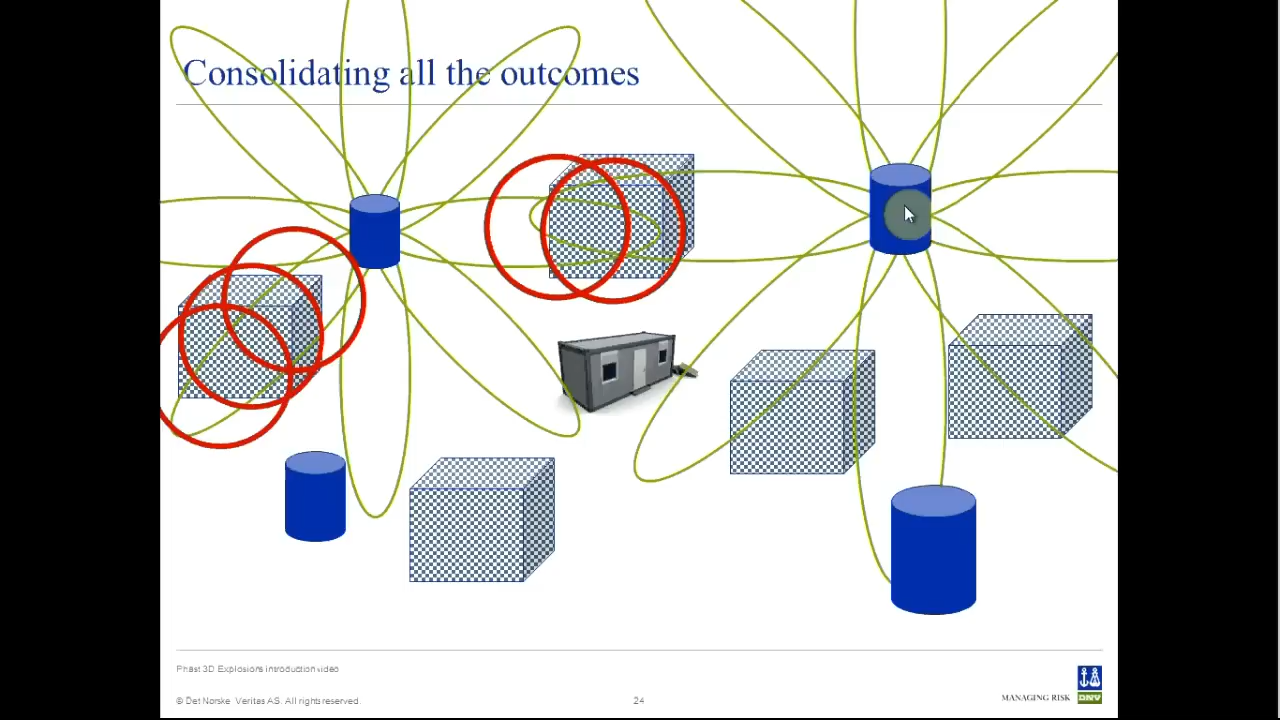 Consolidating all the outcomes
Phast 3D Explosions introduction video
© Det Norske Veritas AS. All rights reserved.
24
MANAGING RISK
DNV